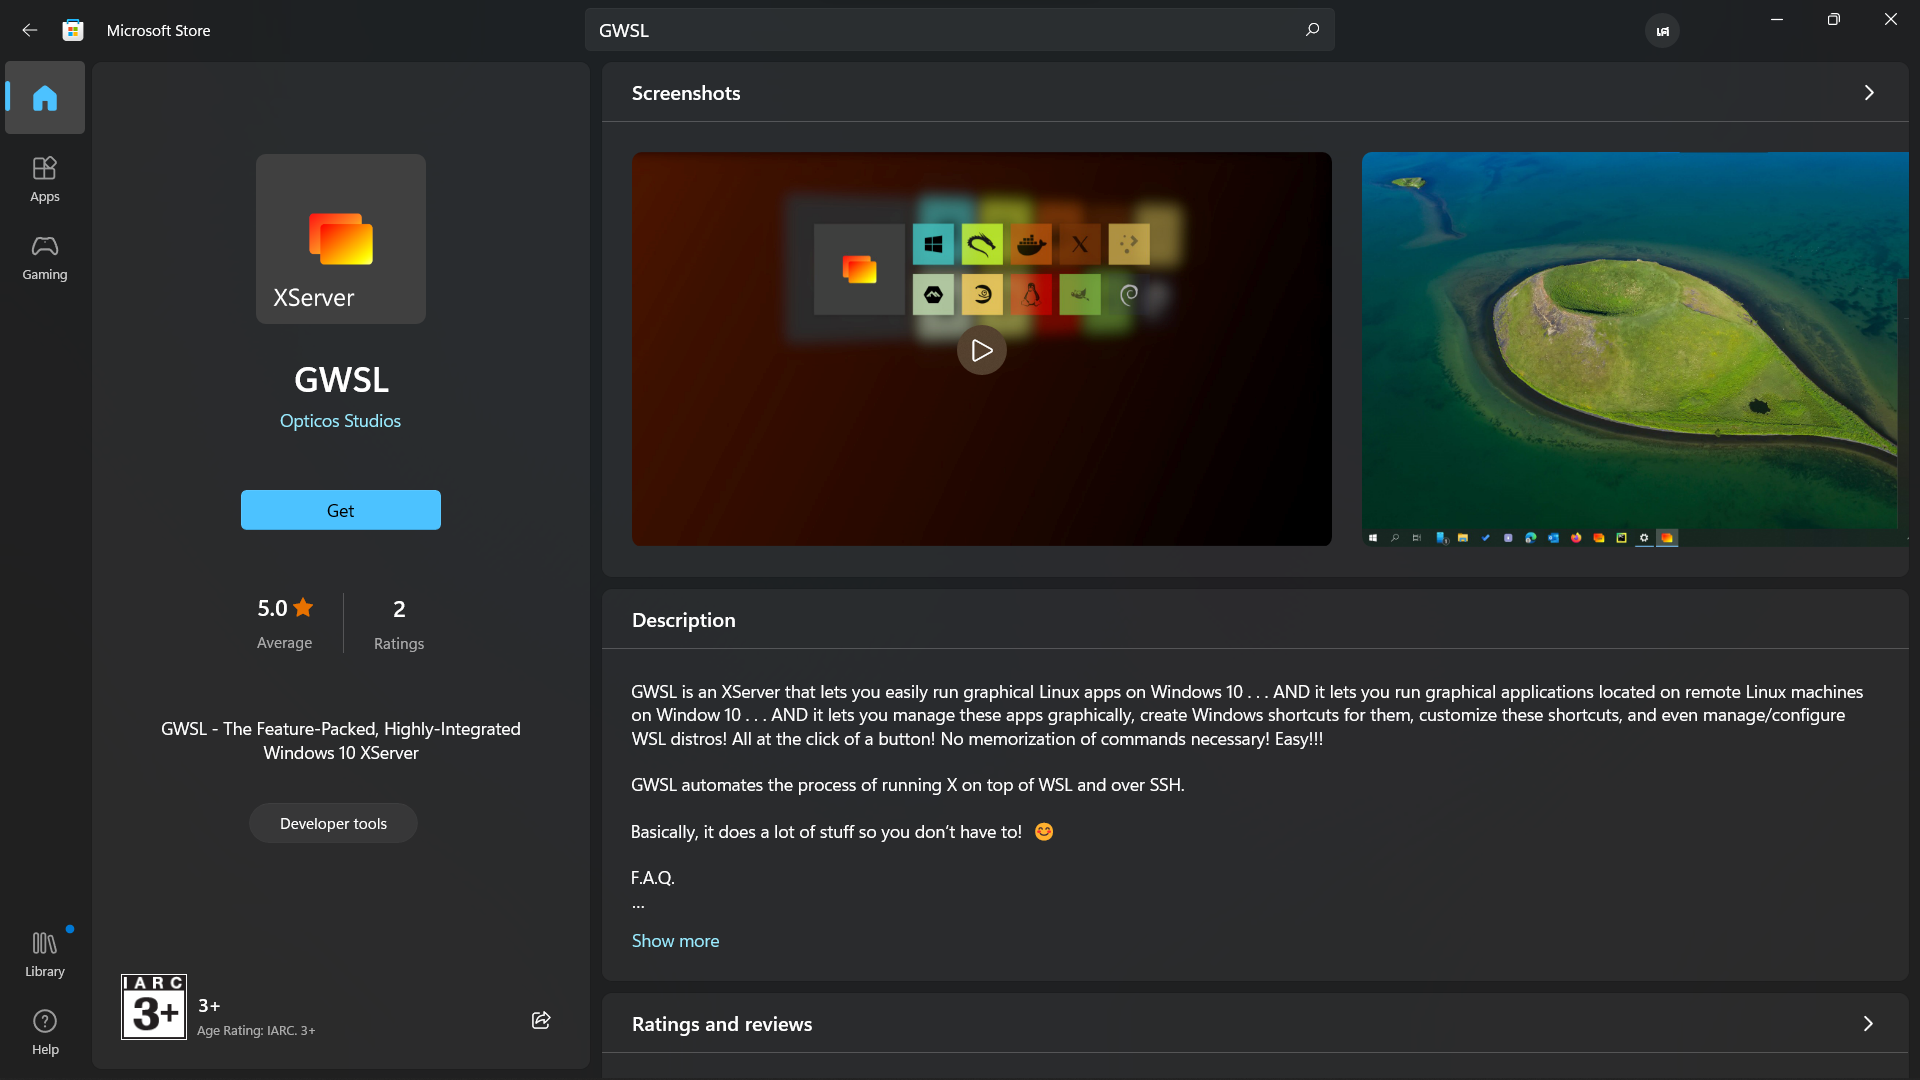 Microsoft Store
GWSL
เศ
Apps
Gaming
Library
Help
XServer
GWSL
Opticos Studios
Get
5.0
Average
2
Ratings
GWSL - The Feature-Packed, Highly-Integrated
Windows 10 XServer
Developer tools
IARC
3+
3+
Age Rating: IARC. 3+
Screenshots
Description
GWSL is an XServer that lets you easily run graphical Linux apps on Windows 10 . . . AND it lets you run graphical applications located on remote Linux machines
on Window 10 . . . AND it lets you manage these apps graphically, create Windows shortcuts for them, customize these shortcuts, and even manage/configure
WSL distros! All at the click of a button! No memorization of commands necessary! Easy!!!
GWSL automates the process of running X on top of WSL and over SSH.
Basically, it does a lot of stuff so you don’t have to! 😊
F.A.Q.
...
Show more
Ratings and reviews